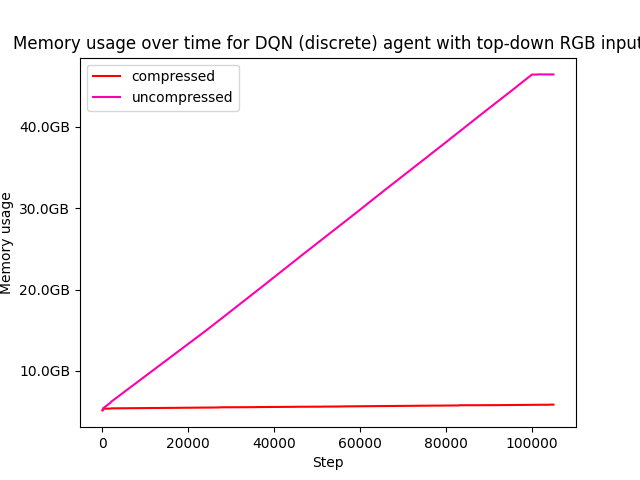 Memory usage over time for DQN (discrete) agent with top-down RGB input
compressed
uncompressed
40.0GB
30.0GB
20.0GB
10.0GB
Memory usage
0
20000
40000
60000
80000
100000
Step